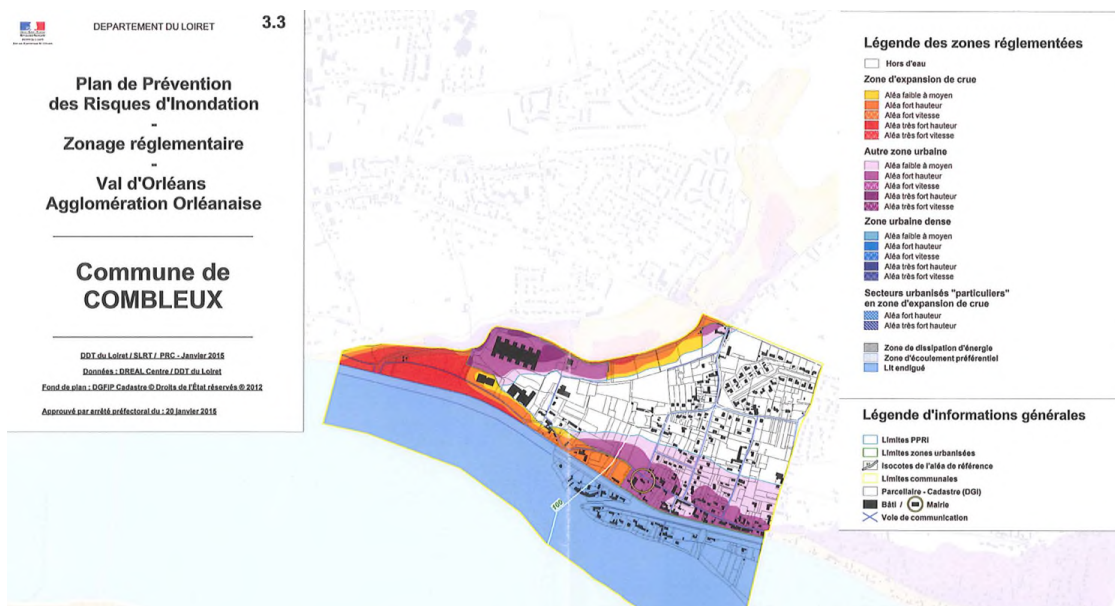 3.3
DEPARTEMENT DU LOIRET
Plan de Prévention
des Risques d'Inondation
-
Zonage réglementaire
-
Val d'Orléans
Agglomération Orléanaise
Commune de
COMBLEUX
DDT du Loiret / SLRT / PRC - Janvier 2015
Données : DREAL Centre / DDT du Loiret
Fond de plan : DGFiP Cadastre © Droits de l'État réservés ® 2012
Approuvé par arrêté préfectoral du : 20 janvier 2015
100
Légende des zones réglementées
Hors d'eau
Zone d'expansion de crue
Aléa faible à moyen
Aléa fort hauteur
Aléa fort vitesse
Aléa très fort hauteur
Aléa très fort vitesse
Autre zone urbaine
Aléa faible à moyen
Aléa fort hauteur
Aléa fort vitesse
Aléa très fort hauteur
Aléa très fort vitesse
Zone urbaine dense
Aléa faible à moyen
Aléa fort hauteur
Aléa fort vitesse
Aléa très fort hauteur
Aléa très fort vitesse
Secteurs urbanisés "particuliers"
en zone d'expansion de crue
Aléa fort hauteur
Aléa très fort hauteur
Zone de dissipation d'énergie
Zone d'écoulement préférentiel
Lit endigué
Légende d'informations générales
Limites PPRI
Limites zones urbanisées
Isocotes de l'aléa de référence
Limites communales
Parcellaire - Cadastre (DGI)
Bâti / Mairie
Voie de communication